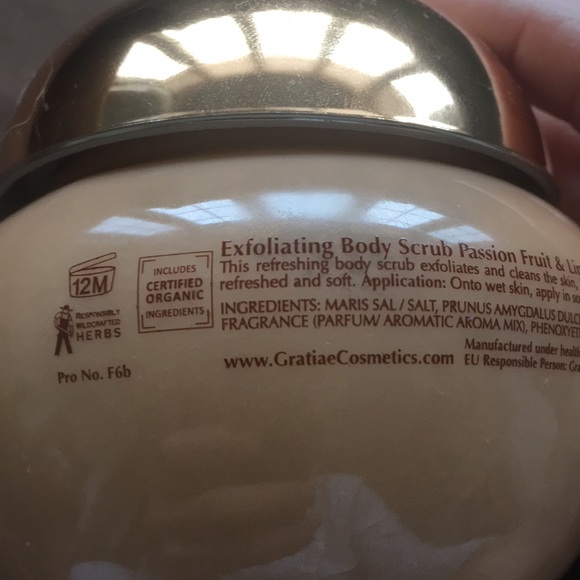 Exfoliating Body Scrub Passion Fruit &
This refreshing body scrub exfoliates and cleans the skin,
refreshed and soft. Application: Onto wet skin, apply in
INGREDIENTS: MARIS SAL / SALT, PRUNUS AMYGDALUS DULC
FRAGRANCE (PARFUM/ AROMATIC AROMA MIX), PHENOXYET
www.GratiaeCosmetics.com
Manufactured under health
EU Responsible Person: Gra
12M
INCLUDES
CERTIFIED
ORGANIC
INGREDIENTS
RESPONSIBLY
WILDCRAFTED
HERBS
Pro No. F6b